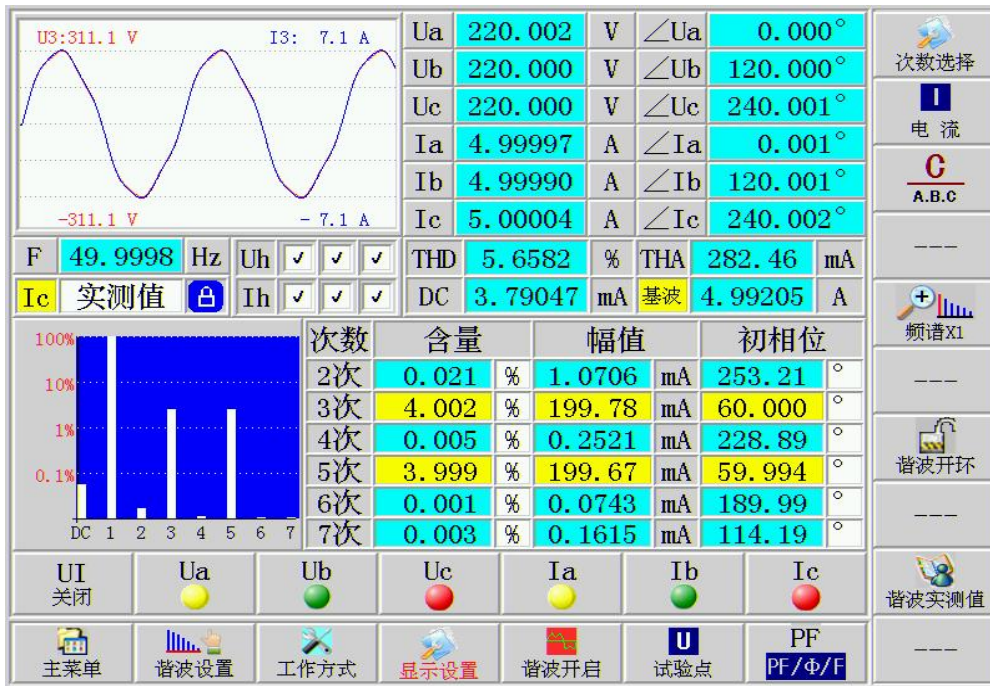 U3:311.1 V I3: 7.1 A
-311.1 V - 7.1 A
Ua 220.002 V ∠Ua 0.000°
Ub 220.000 V ∠Ub 120.000°
Uc 220.000 V ∠Uc 240.001°
Ia 4.99997 A ∠Ia 0.001°
Ib 4.99990 A ∠Ib 120.001°
Ic 5.00004 A ∠Ic 240.002°
F 49.9998 Hz Uh ✓ ✓ ✓ THD 5.6582 % THA 282.46 mA
Ic 实测值 Ih ✓ ✓ ✓ DC 3.79047 mA 基波 4.99205 A
100%
10%
1%
0.1%
DC 1 2 3 4 5 6 7
次数 含量 幅值 初相位
2次 0.021 % 1.0706 mA 253.21 °
3次 4.002 % 199.78 mA 60.000 °
4次 0.005 % 0.2521 mA 228.89 °
5次 3.999 % 199.67 mA 59.994 °
6次 0.001 % 0.0743 mA 189.99 °
7次 0.003 % 0.1615 mA 114.19 °
UI Ua Ub Uc Ia Ib Ic
关闭
主菜单 谐波设置 工作方式 显示设置 谐波开启 U 试验点 PF PF/Φ/F
次数选择
I
电 流
C
A.B.C
---
频谱X1
---
谐波开环
---
谐波实测值
---